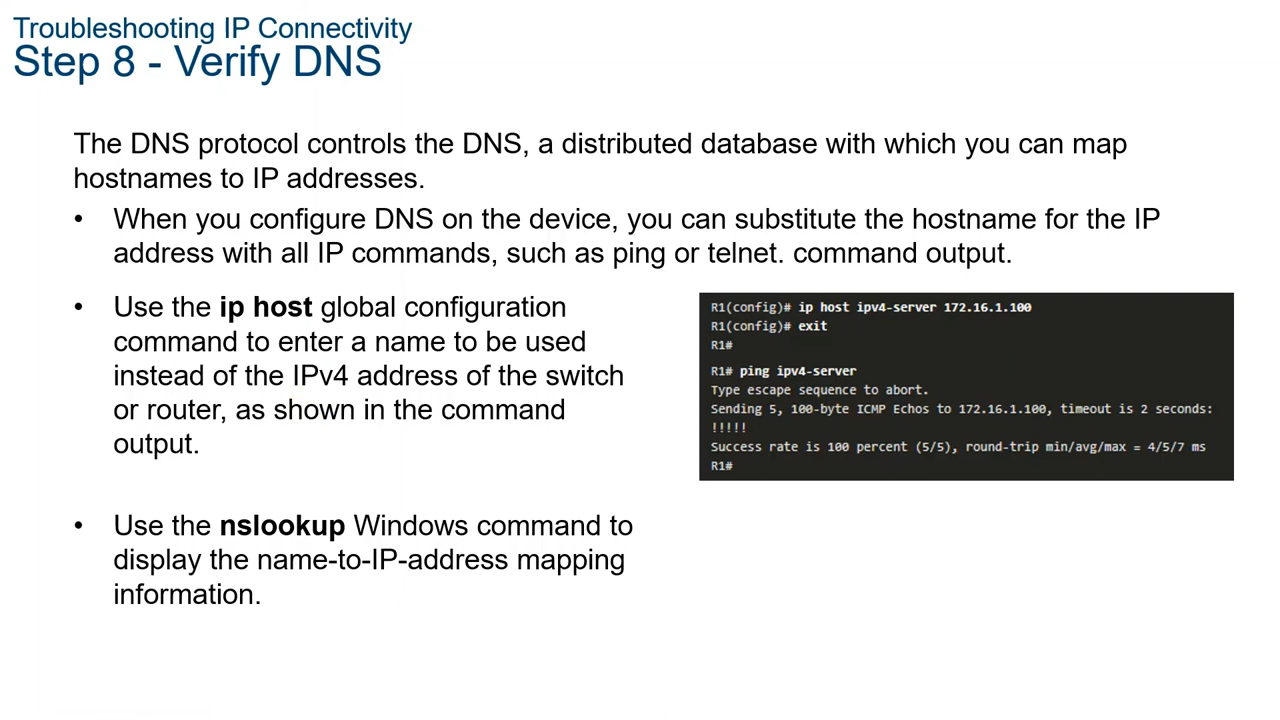 Troubleshooting IP Connectivity
Step 8 - Verify DNS
The DNS protocol controls the DNS, a distributed database with which you can map
hostnames to IP addresses.
• When you configure DNS on the device, you can substitute the hostname for the IP
address with all IP commands, such as ping or telnet. command output.
• Use the ip host global configuration
command to enter a name to be used
instead of the IPv4 address of the switch
or router, as shown in the command
output.
R1(config)# ip host ipv4-server 172.16.1.100
R1(config)# exit
R1#
R1# ping ipv4-server
Type escape sequence to abort.
Sending 5, 100-byte ICMP Echos to 172.16.1.100, timeout is 2 seconds:
!!!!!
Success rate is 100 percent (5/5), round-trip min/avg/max = 4/5/7 ms
R1#
• Use the nslookup Windows command to
display the name-to-IP-address mapping
information.